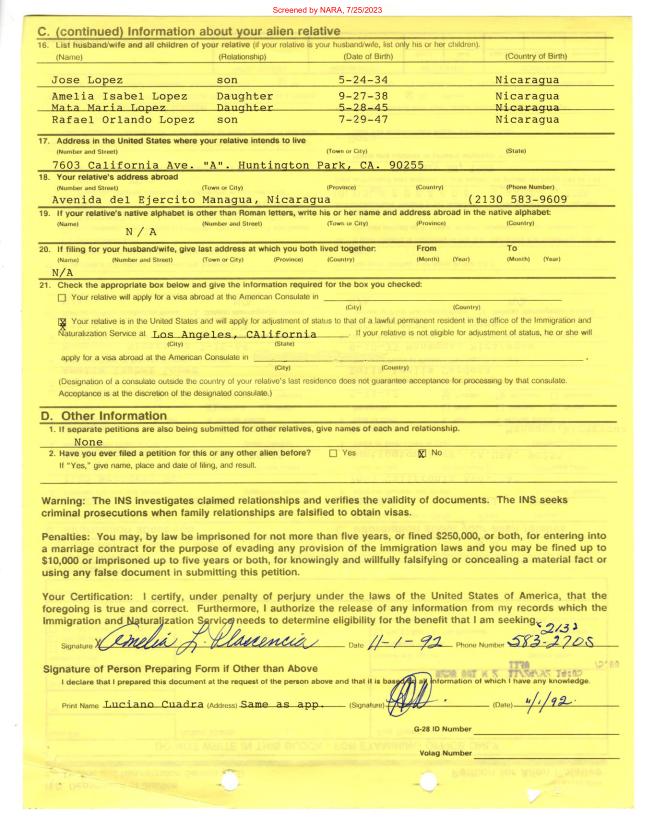 Screened by NARA, 7/25/2023
C. (continued) Information about your alien relative
16. List husband/wife and all children of your relative (if your relative is your husband/wife, list only his or her children).
(Name) (Relationship) (Date of Birth) (Country of Birth)
Jose Lopez son 5-24-34 Nicaragua
Amelia Isabel Lopez Daughter 9-27-38 Nicaragua
Mata Maria Lopez Daughter 5-28-45 Nicaragua
Rafael Orlando Lopez son 7-29-47 Nicaragua
17. Address in the United States where your relative intends to live
(Number and Street) (Town or City) (State)
7603 California Ave. "A". Huntington Park, CA. 90255
18. Your relative's address abroad
(Number and Street) (Town or City) (Province) (Country) (Phone Number)
Avenida del Ejercito Managua, Nicaragua (2130 583-9609
19. If your relative's native alphabet is other than Roman letters, write his or her name and address abroad in the native alphabet:
(Name) (Number and Street) (Town or City) (Province) (Country)
N / A
20. If filing for your husband/wife, give last address at which you both lived together: From To
(Name) (Number and Street) (Town or City) (Province) (Country) (Month) (Year) (Month) (Year)
N/A
21. Check the appropriate box below and give the information required for the box you checked:
Your relative will apply for a visa abroad at the American Consulate in
(City) (Country)
X Your relative is in the United States and will apply for adjustment of status to that of a lawful permanent resident in the office of the Immigration and
Naturalization Service at Los Angeles, CAlifornia . If your relative is not eligible for adjustment of status, he or she will
(City) (State)
apply for a visa abroad at the American Consulate in .
(City) (Country)
(Designation of a consulate outside the country of your relative's last residence does not guarantee acceptance for processing by that consulate.
Acceptance is at the discretion of the designated consulate.)
D. Other Information
1. If separate petitions are also being submitted for other relatives, give names of each and relationship.
None
2. Have you ever filed a petition for this or any other alien before? Yes X No
If "Yes," give name, place and date of filing, and result.
Warning: The INS investigates claimed relationships and verifies the validity of documents. The INS seeks
criminal prosecutions when family relationships are falsified to obtain visas.
Penalties: You may, by law be imprisoned for not more than five years, or fined $250,000, or both, for entering into
a marriage contract for the purpose of evading any provision of the immigration laws and you may be fined up to
$10,000 or imprisoned up to five years or both, for knowingly and willfully falsifying or concealing a material fact or
using any false document in submitting this petition.
Your Certification: I certify, under penalty of perjury under the laws of the United States of America, that the
foregoing is true and correct. Furthermore, I authorize the release of any information from my records which the
Immigration and Naturalization Service needs to determine eligibility for the benefit that I am seeking.
(213)
Signature X Amelia L. Plassencia Date 11-1-92 Phone Number 583-2705
Signature of Person Preparing Form if Other than Above
I declare that I prepared this document at the request of the person above and that it is based on all information of which I have any knowledge.
Print Name Luciano Cuadra (Address) Same as app. (Signature) (Date) 11/1/92.
G-28 ID Number
Volag Number